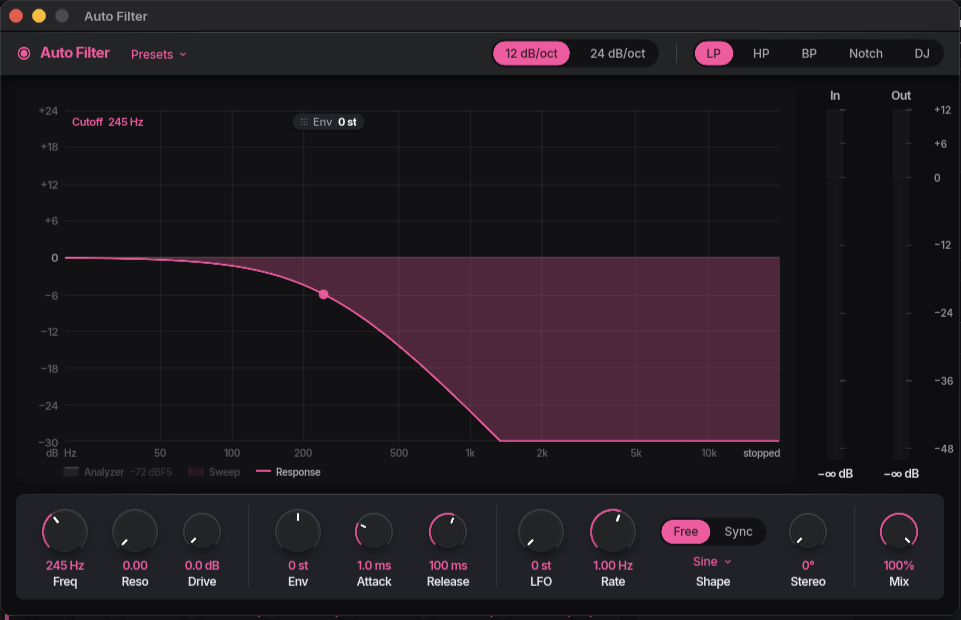 Auto Filter
Auto Filter Presets 12 dB/oct 24 dB/oct LP HP BP Notch DJ
In Out
+24 +12
Cutoff 245 Hz Env 0 st
+18 +6
+12 0
+6
0 −12
−6 −24
−12
−18 −36
−24
−30 −48
dB Hz 50 100 200 500 1k 2k 5k 10k stopped
Analyzer −72 dBFS Sweep Response −∞ dB −∞ dB
Free Sync
Sine
245 Hz 0.00 0.0 dB 0 st 1.0 ms 100 ms 0 st 1.00 Hz 0° 100%
Freq Reso Drive Env Attack Release LFO Rate Shape Stereo Mix